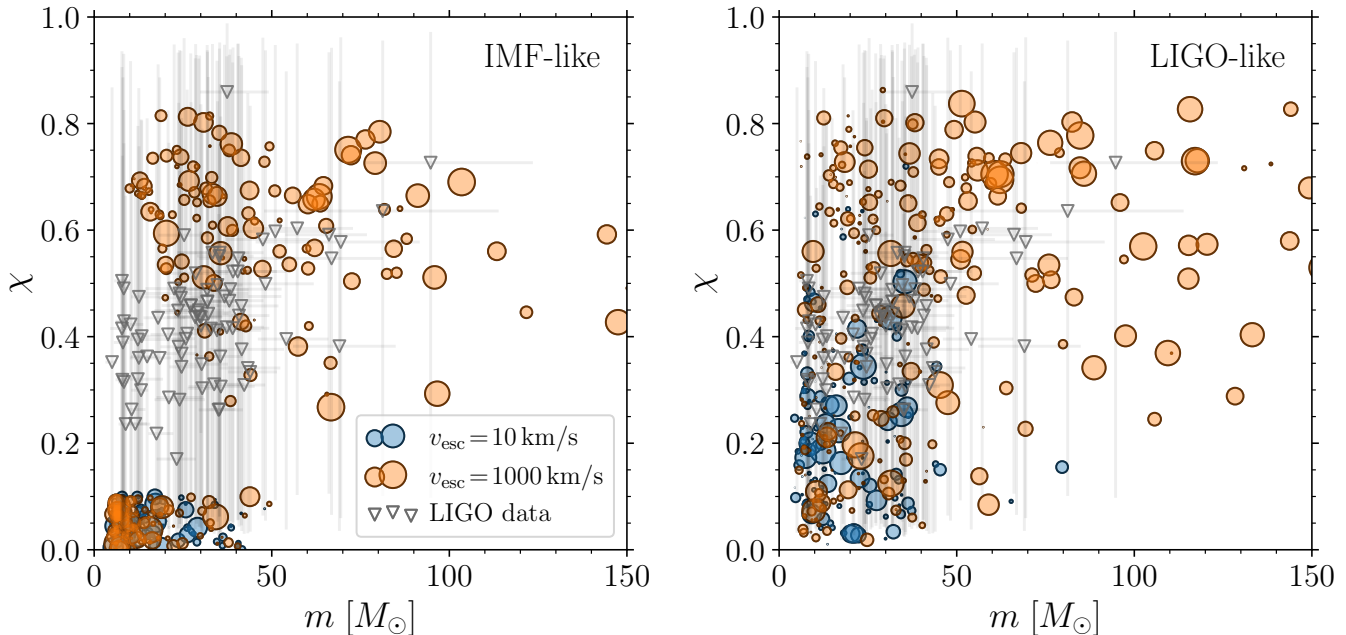 IMF-like
LIGO-like
1.0
0.8
0.6
0.4
0.2
0.0
χ
1.0
0.8
0.6
0.4
0.2
0.0
χ
v_esc = 10 km/s
v_esc = 1000 km/s
LIGO data
0 50 100 150
0 50 100 150
m [M_⊙]
m [M_⊙]